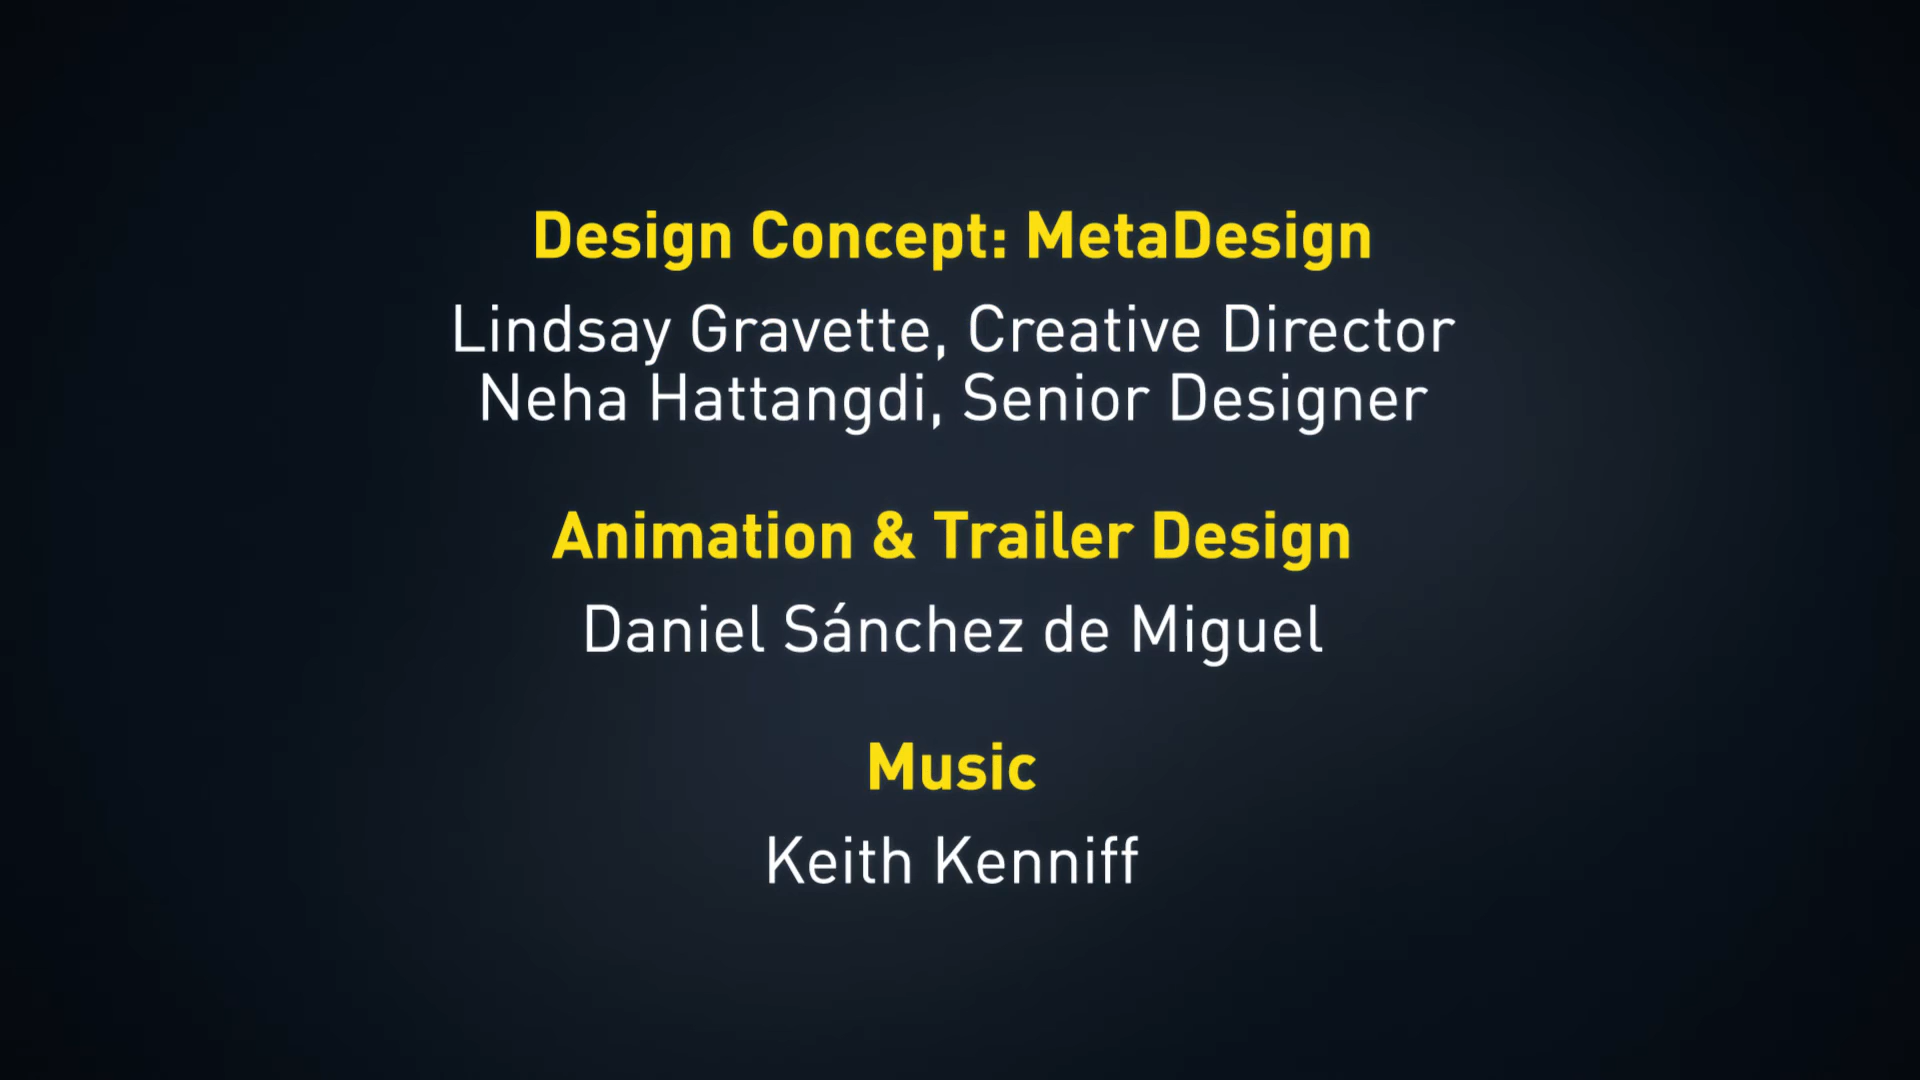 Design Concept: MetaDesign
Lindsay Gravette, Creative Director
Neha Hattangdi, Senior Designer
Animation & Trailer Design
Daniel Sánchez de Miguel
Music
Keith Kenniff